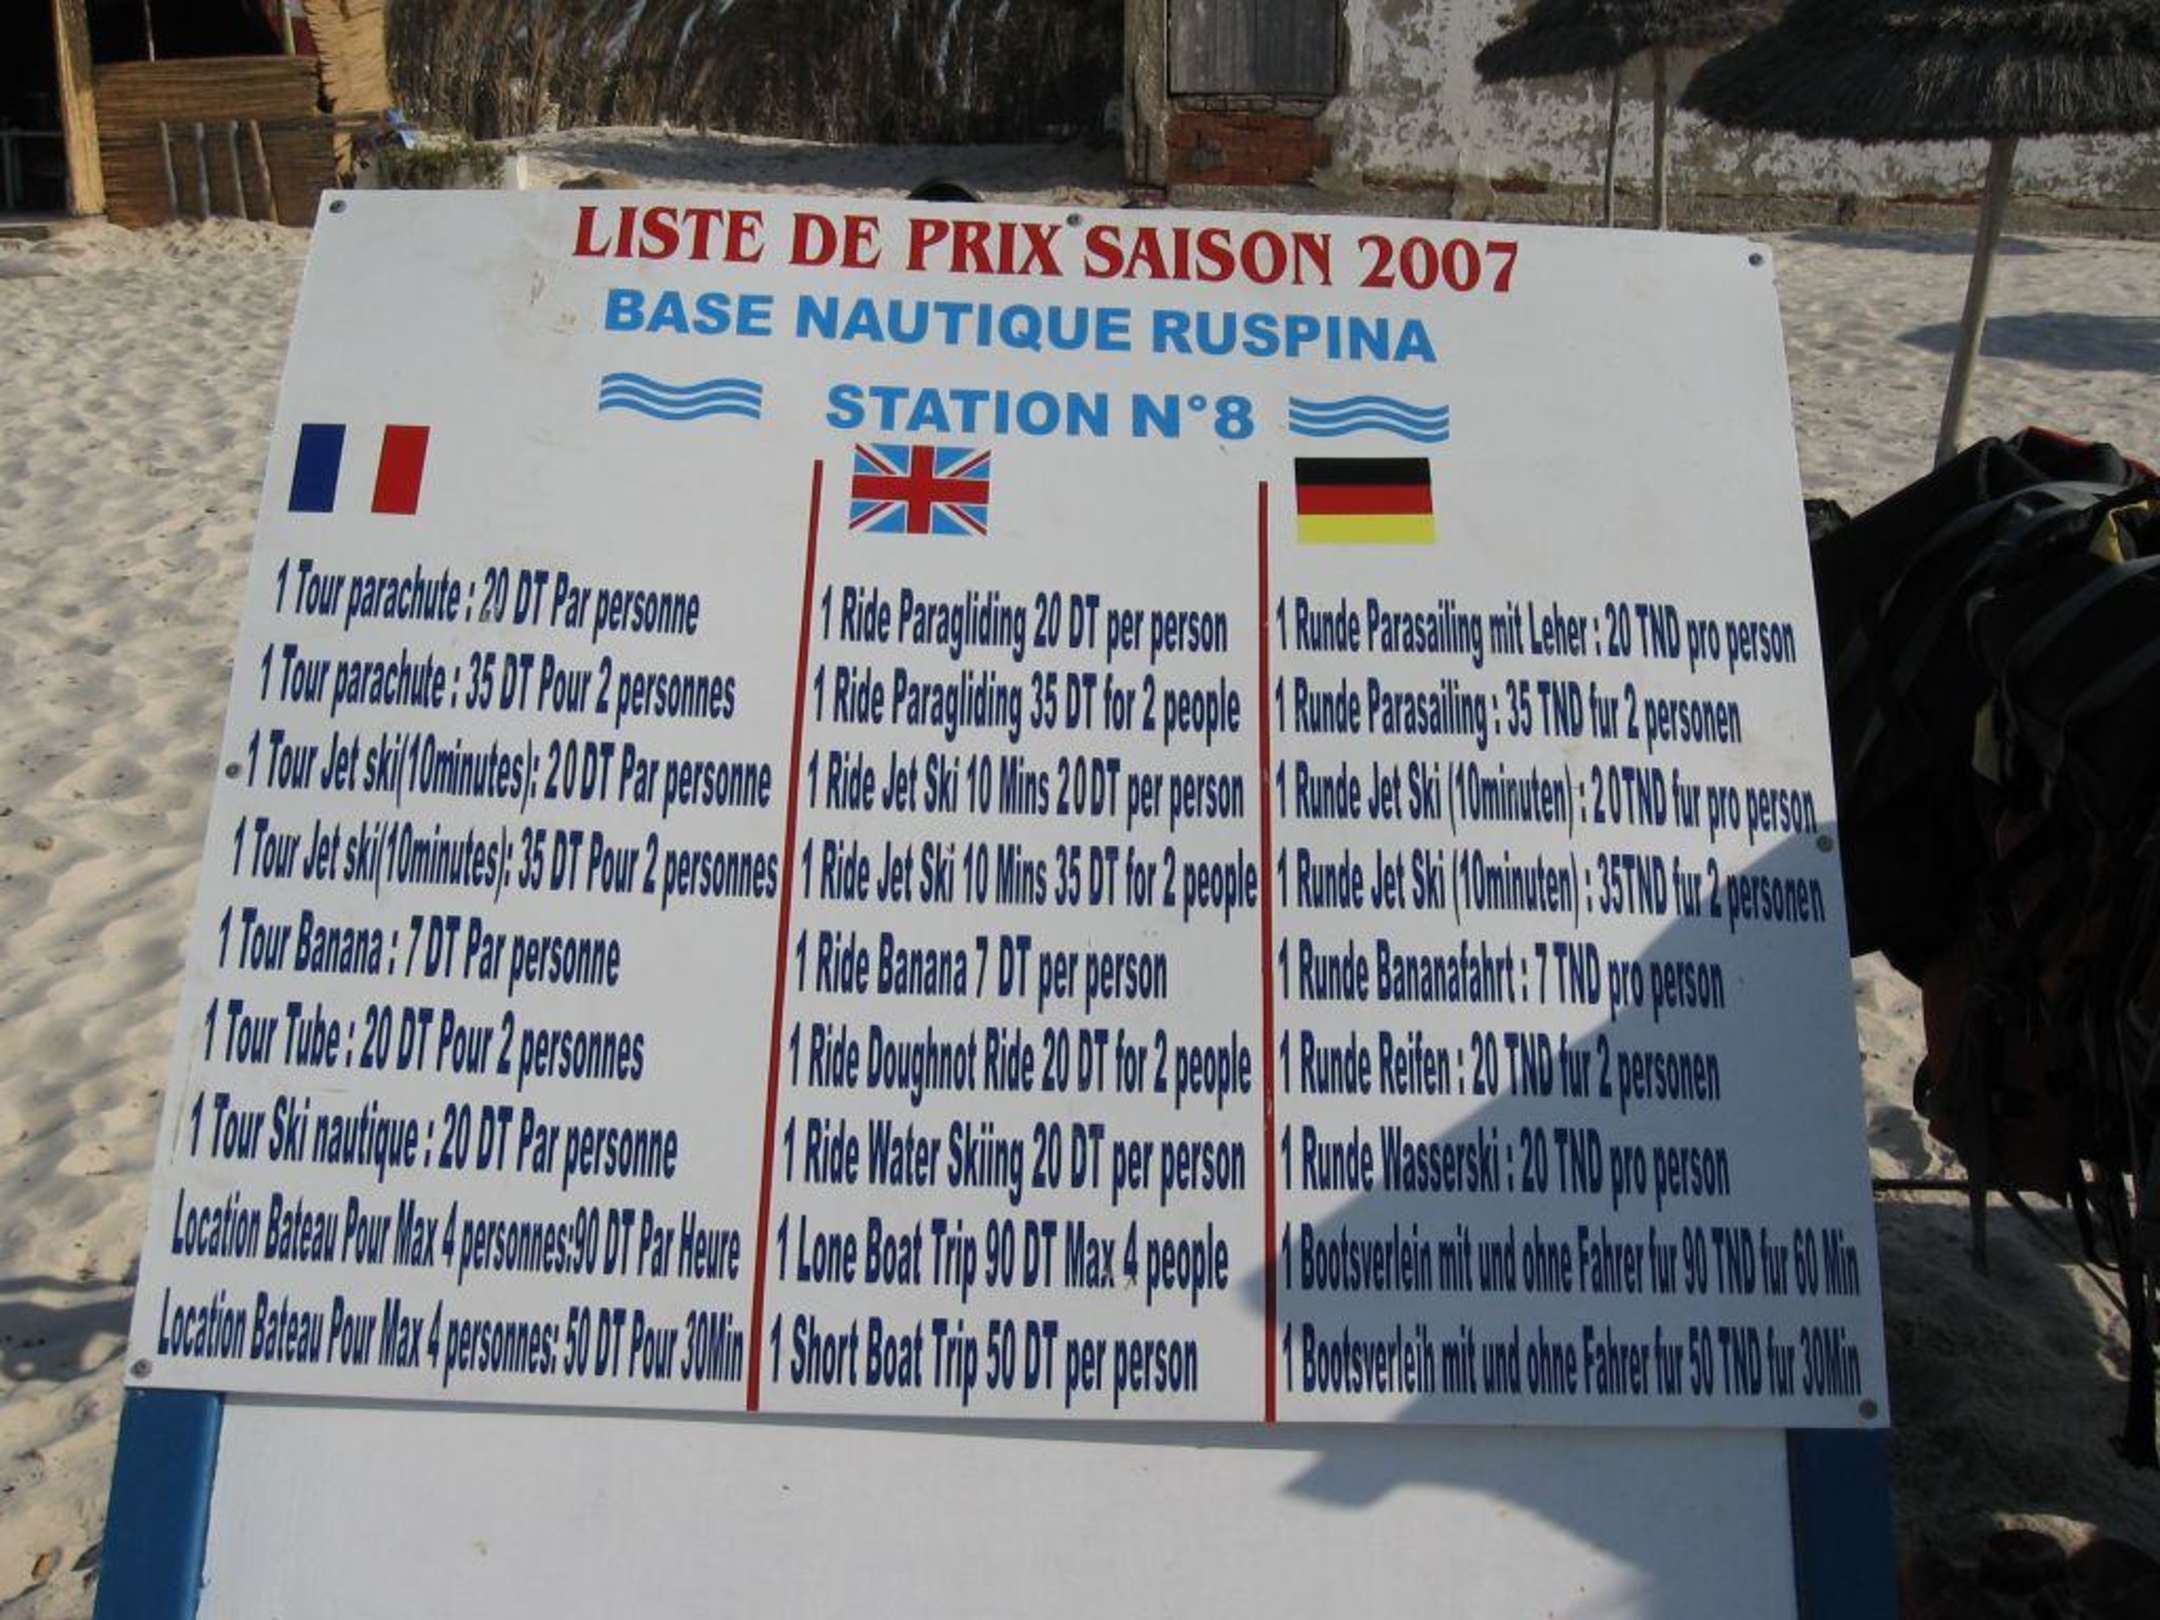 LISTE DE PRIX SAISON 2007
BASE NAUTIQUE RUSPINA
STATION N°8
1 Tour parachute : 20 DT Par personne
1 Tour parachute : 35 DT Pour 2 personnes
1 Tour Jet ski(10minutes): 20DT Par personne
1 Tour Jet ski(10minutes): 35 DT Pour 2 personnes
1 Tour Banana : 7 DT Par personne
1 Tour Tube : 20 DT Pour 2 personnes
1 Tour Ski nautique : 20 DT Par personne
Location Bateau Pour Max 4 personnes:90 DT Par Heure
Location Bateau Pour Max 4 personnes: 50 DT Pour 30Min
1 Ride Paragliding 20 DT per person
1 Ride Paragliding 35 DT for 2 people
1 Ride Jet Ski 10 Mins 20DT per person
1 Ride Jet Ski 10 Mins 35 DT for 2 people
1 Ride Banana 7 DT per person
1 Ride Doughnot Ride 20 DT for 2 people
1 Ride Water Skiing 20 DT per person
1 Lone Boat Trip 90 DT Max 4 people
1 Short Boat Trip 50 DT per person
1 Runde Parasailing mit Leher : 20 TND pro person
1 Runde Parasailing : 35 TND fur 2 personen
1 Runde Jet Ski (10minuten) : 20TND fur pro person
1 Runde Jet Ski (10minuten) : 35TND fur 2 personen
1 Runde Bananafahrt : 7 TND pro person
1 Runde Reifen : 20 TND fur 2 personen
1 Runde Wasserski : 20 TND pro person
1 Bootsverlein mit und ohne Fahrer fur 90 TND fur 60 Min
1 Bootsverleih mit und ohne Fahrer fur 50 TND fur 30Min